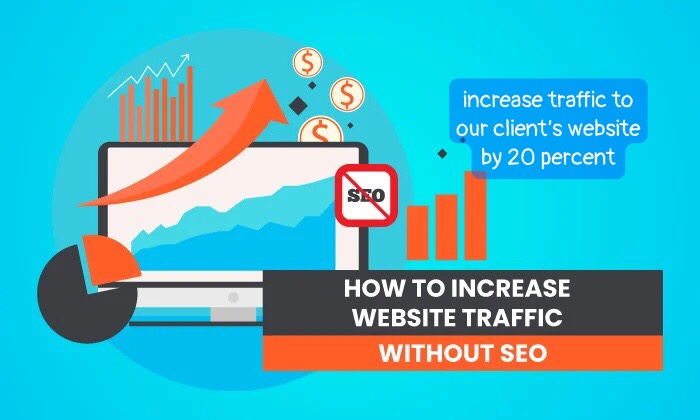 increase traffic to
our client's website
by 20 percent
SEO
HOW TO INCREASE
WEBSITE TRAFFIC
WITHOUT SEO
$
$
$